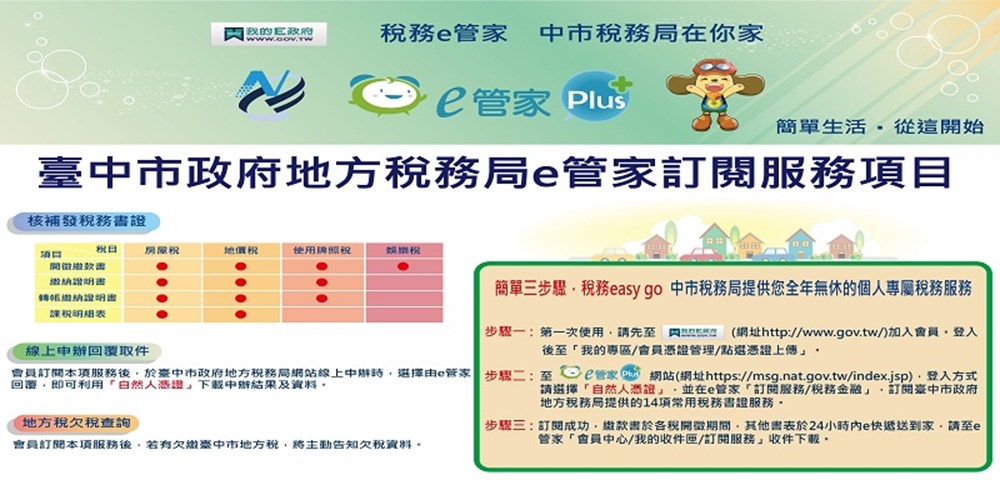 我的E政府
WWW.GOV.TW
稅務e管家 中市稅務局在你家
e管家 Plus+
簡單生活・從這開始
臺中市政府地方稅務局e管家訂閱服務項目
核補發稅務書證
項目 稅目 房屋稅 地價稅 使用牌照稅 娛樂稅
開徵繳款書 ● ● ● ●
繳納證明書 ● ● ●
轉帳繳納證明書 ● ● ●
課稅明細表 ● ●
線上申辦回覆取件
會員訂閱本項服務後，於臺中市政府地方稅務局網站線上申辦時，選擇由e管家
回覆，即可利用「自然人憑證」下載申辦結果及資料。
地方稅欠稅查詢
會員訂閱本項服務後，若有欠繳臺中市地方稅，將主動告知欠稅資料。
簡單三步驟，稅務easy go 中市稅務局提供您全年無休的個人專屬稅務服務
步驟一：第一次使用，請先至 我的E政府 WWW.GOV.TW (網址http://www.gov.tw/)加入會員。登入
後至「我的專區/會員憑證管理/點選憑證上傳」。
步驟二：至 e管家 Plus 網站(網址https://msg.nat.gov.tw/index.jsp)，登入方式
請選擇「自然人憑證」，並在e管家「訂閱服務/稅務金融」，訂閱臺中市政府
地方稅務局提供的14項常用稅務書證服務。
步驟三：訂閱成功，繳款書於各稅開徵期間，其他書表於24小時內e快遞送到家，請至e
管家「會員中心/我的收件匣/訂閱服務」收件下載。